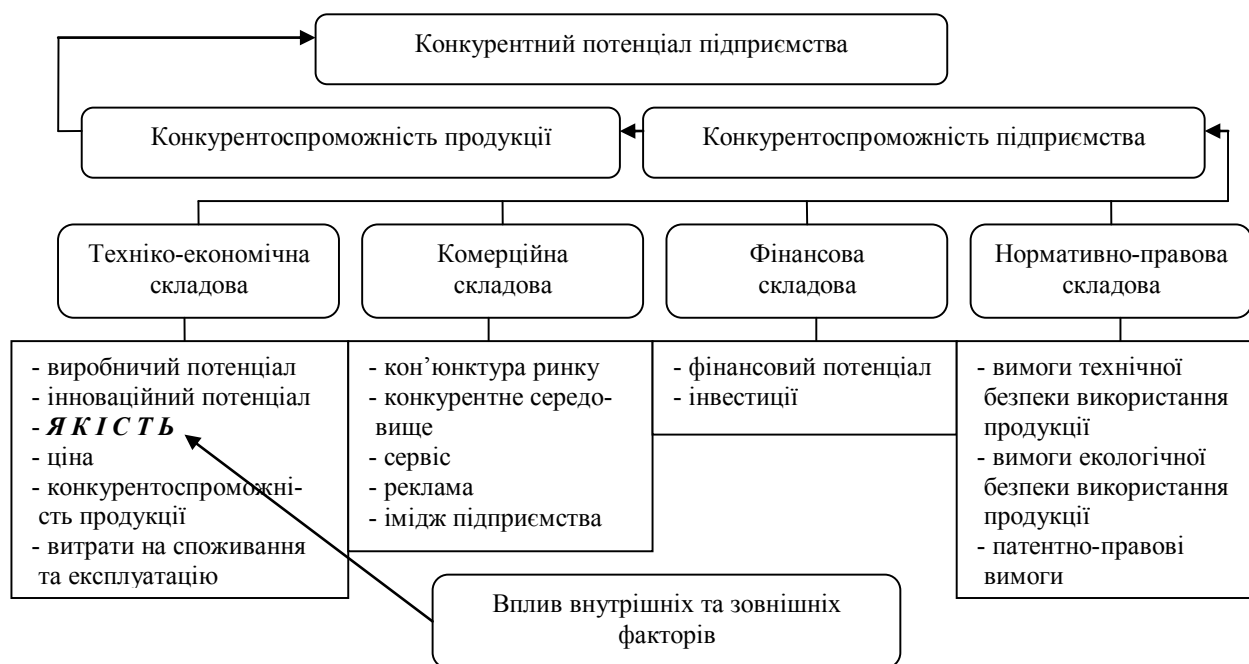 Конкурентний потенціал підприємства
Конкурентоспроможність продукції
Конкурентоспроможність підприємства
Техніко-економічна
складова
Комерційна
складова
Фінансова
складова
Нормативно-правова
складова
- виробничий потенціал
- інноваційний потенціал
- Я К І С Т Ь
- ціна
- конкурентоспроможні-
сть продукції
- витрати на споживання
та експлуатацію
- кон’юнктура ринку
- конкурентне середо-
вище
- сервіс
- реклама
- імідж підприємства
- фінансовий потенціал
- інвестиції
- вимоги технічної
безпеки використання
продукції
- вимоги екологічної
безпеки використання
продукції
- патентно-правові
вимоги
Вплив внутрішніх та зовнішніх
факторів